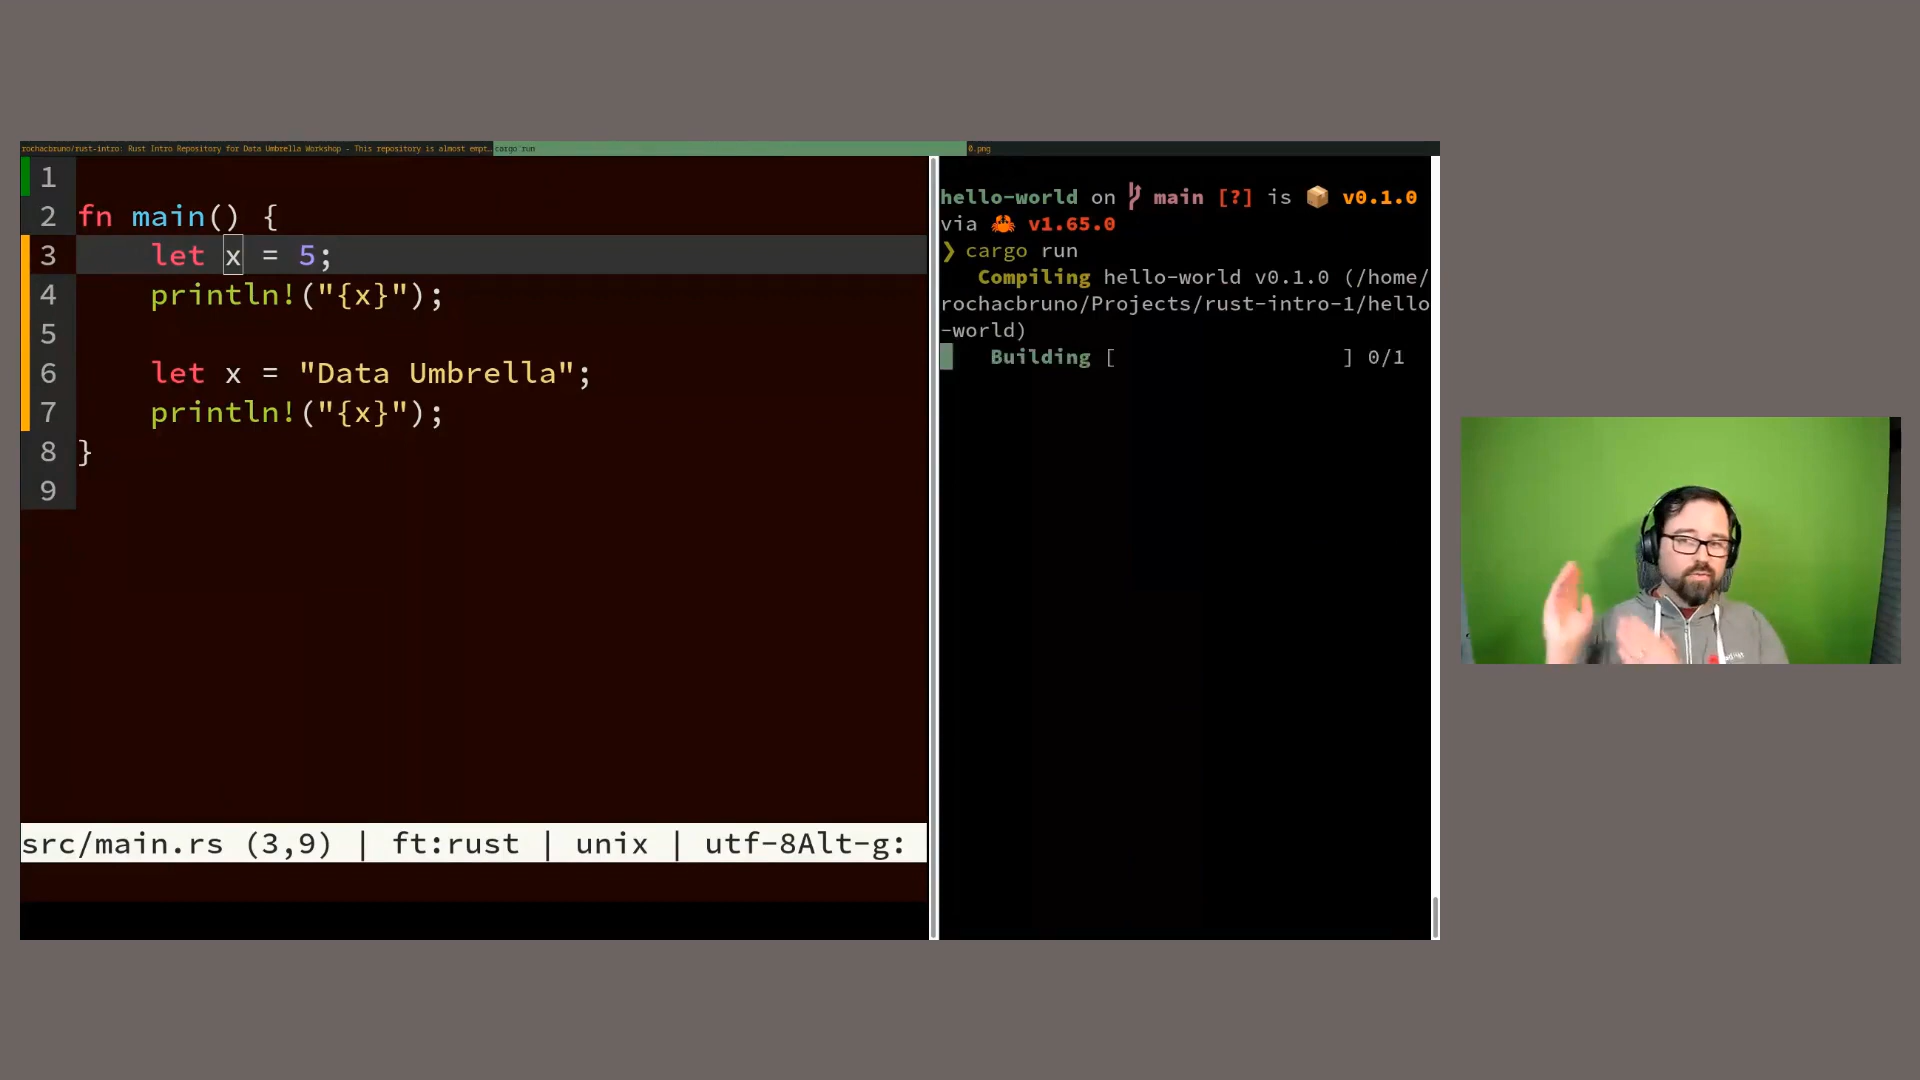 rochacbruno/rust-intro: Rust Intro Repository for Data Umbrella Workshop - This repository is almost empt…
cargo run
0.png
1
2 fn main() {
3 let x = 5;
4 println!("{x}");
5
6 let x = "Data Umbrella";
7 println!("{x}");
8 }
9
src/main.rs (3,9) | ft:rust | unix | utf-8Alt-g:
hello-world on main [?] is 📦 v0.1.0
via 🦀 v1.65.0
❯ cargo run
Compiling hello-world v0.1.0 (/home/
rochacbruno/Projects/rust-intro-1/hello
-world)
Building [ ] 0/1